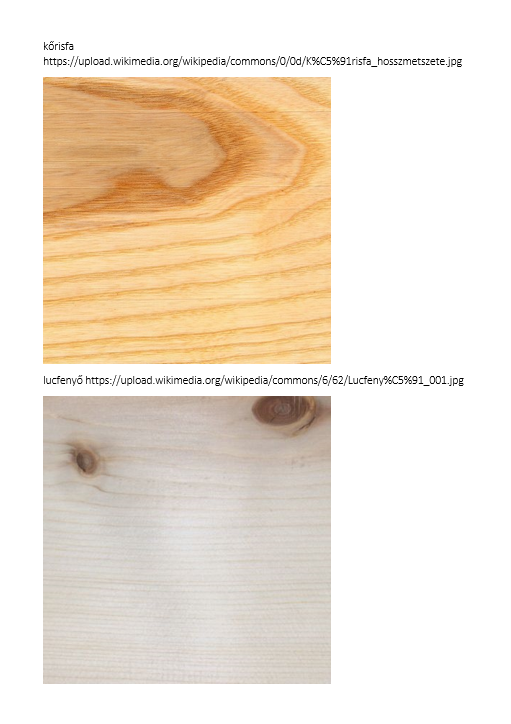 kőrisfa
https://upload.wikimedia.org/wikipedia/commons/0/0d/K%C5%91risfa_hosszmetszete.jpg
lucfenyő https://upload.wikimedia.org/wikipedia/commons/6/62/Lucfeny%C5%91_001.jpg